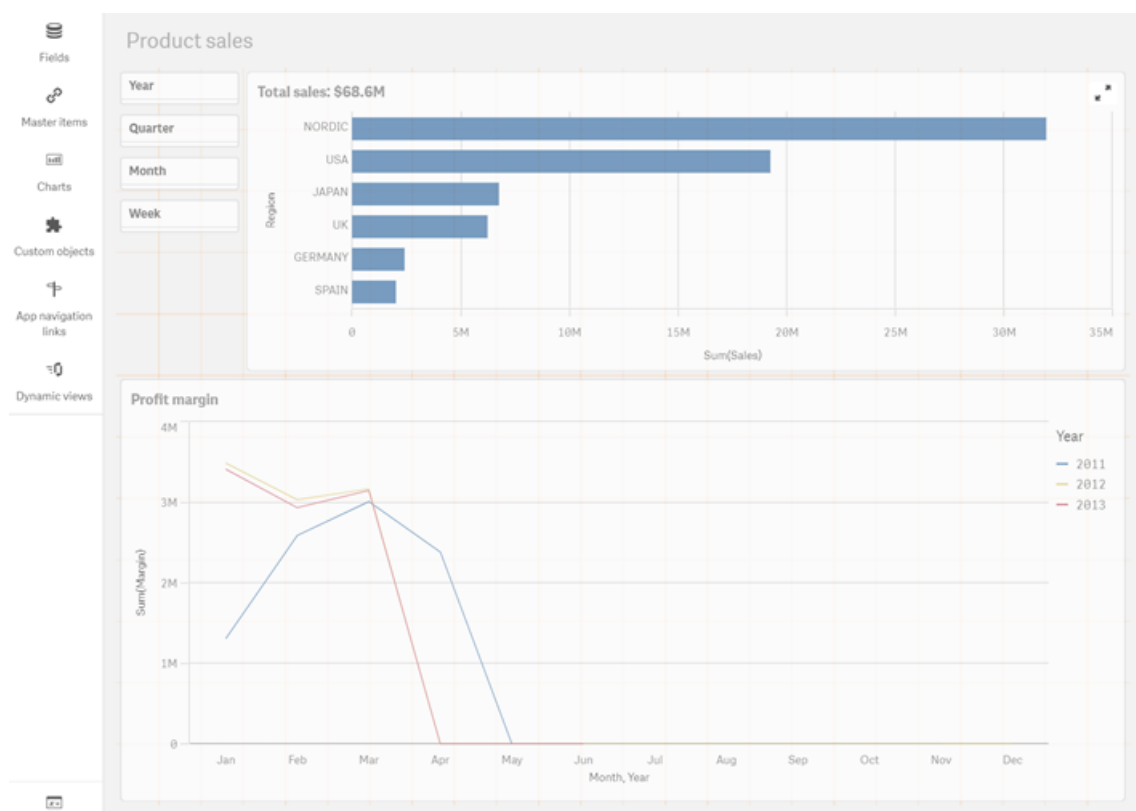 Fields
Master items
Charts
Custom objects
App navigation
links
Dynamic views
Product sales
Year
Quarter
Month
Week
Total sales: $68.6M
Region
NORDIC
USA
JAPAN
UK
GERMANY
SPAIN
0 5M 10M 15M 20M 25M 30M 35M
Sum(Sales)
Profit margin
Sum(Margin)
4M
3M
2M
1M
0
Jan Feb Mar Apr May Jun Jul Aug Sep Oct Nov Dec
Month, Year
Year
2011
2012
2013